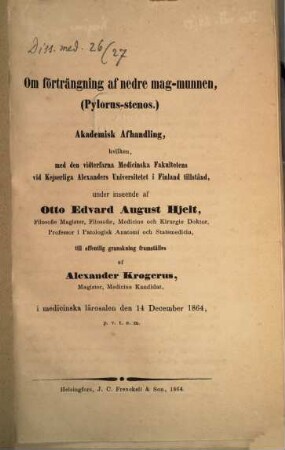 Diss. med. 26/27
Om förträngning af nedre mag-munnen,
(Pylorus-stenos.)
Akademisk Afhandling,
hvilken,
med den vidterfarna Medicinska Fakultetens
vid Kejserliga Alexanders Universitetet i Finland tillstånd,
under inseende af
Otto Edvard August Hjelt,
Filosofie Magister, Filosofie, Medicine och Kirurgie Doktor,
Professor i Patologisk Anatomi och Statsmedicin,
till offentlig granskning framställes
af
Alexander Krogerus,
Magister, Medicine Kandidat,
i medicinska lärosalen den 14 December 1864,
p. v. t. e. m.
Helsingfors, J. C. Frenckell & Son, 1864.